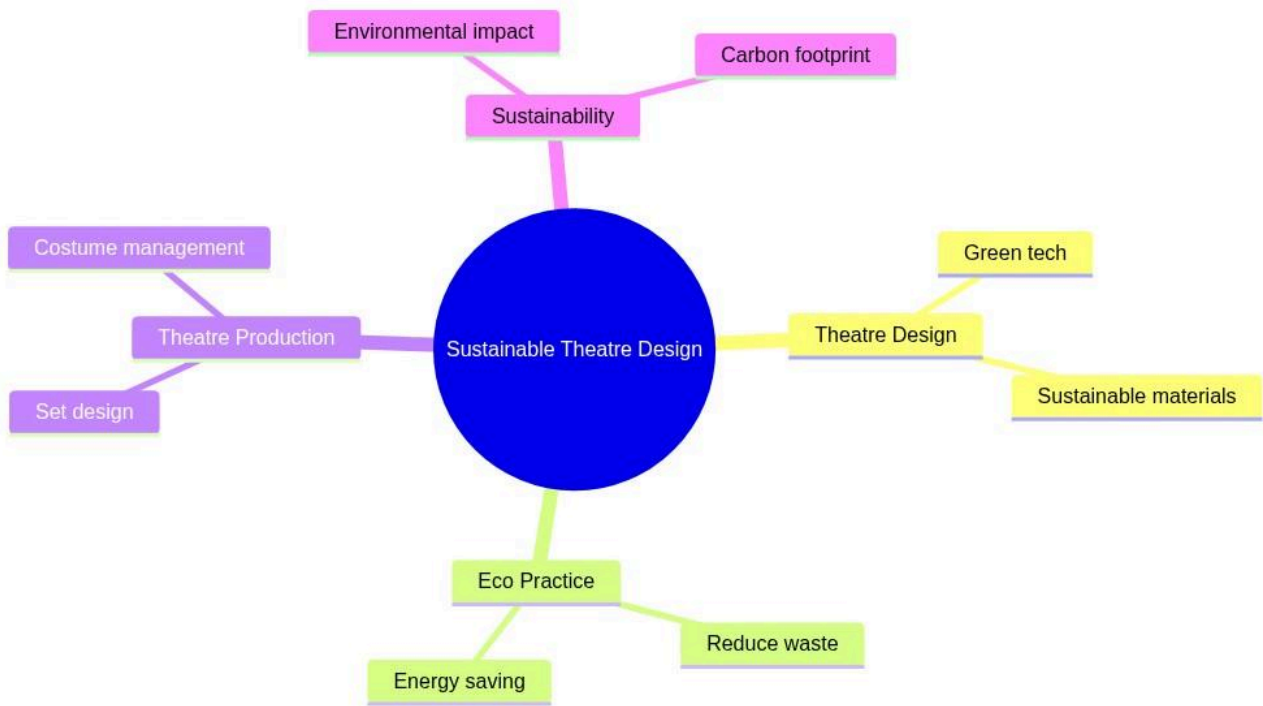 Environmental impact
Carbon footprint
Sustainability
Costume management
Green tech
Theatre Production
Sustainable Theatre Design
Theatre Design
Set design
Sustainable materials
Eco Practice
Reduce waste
Energy saving